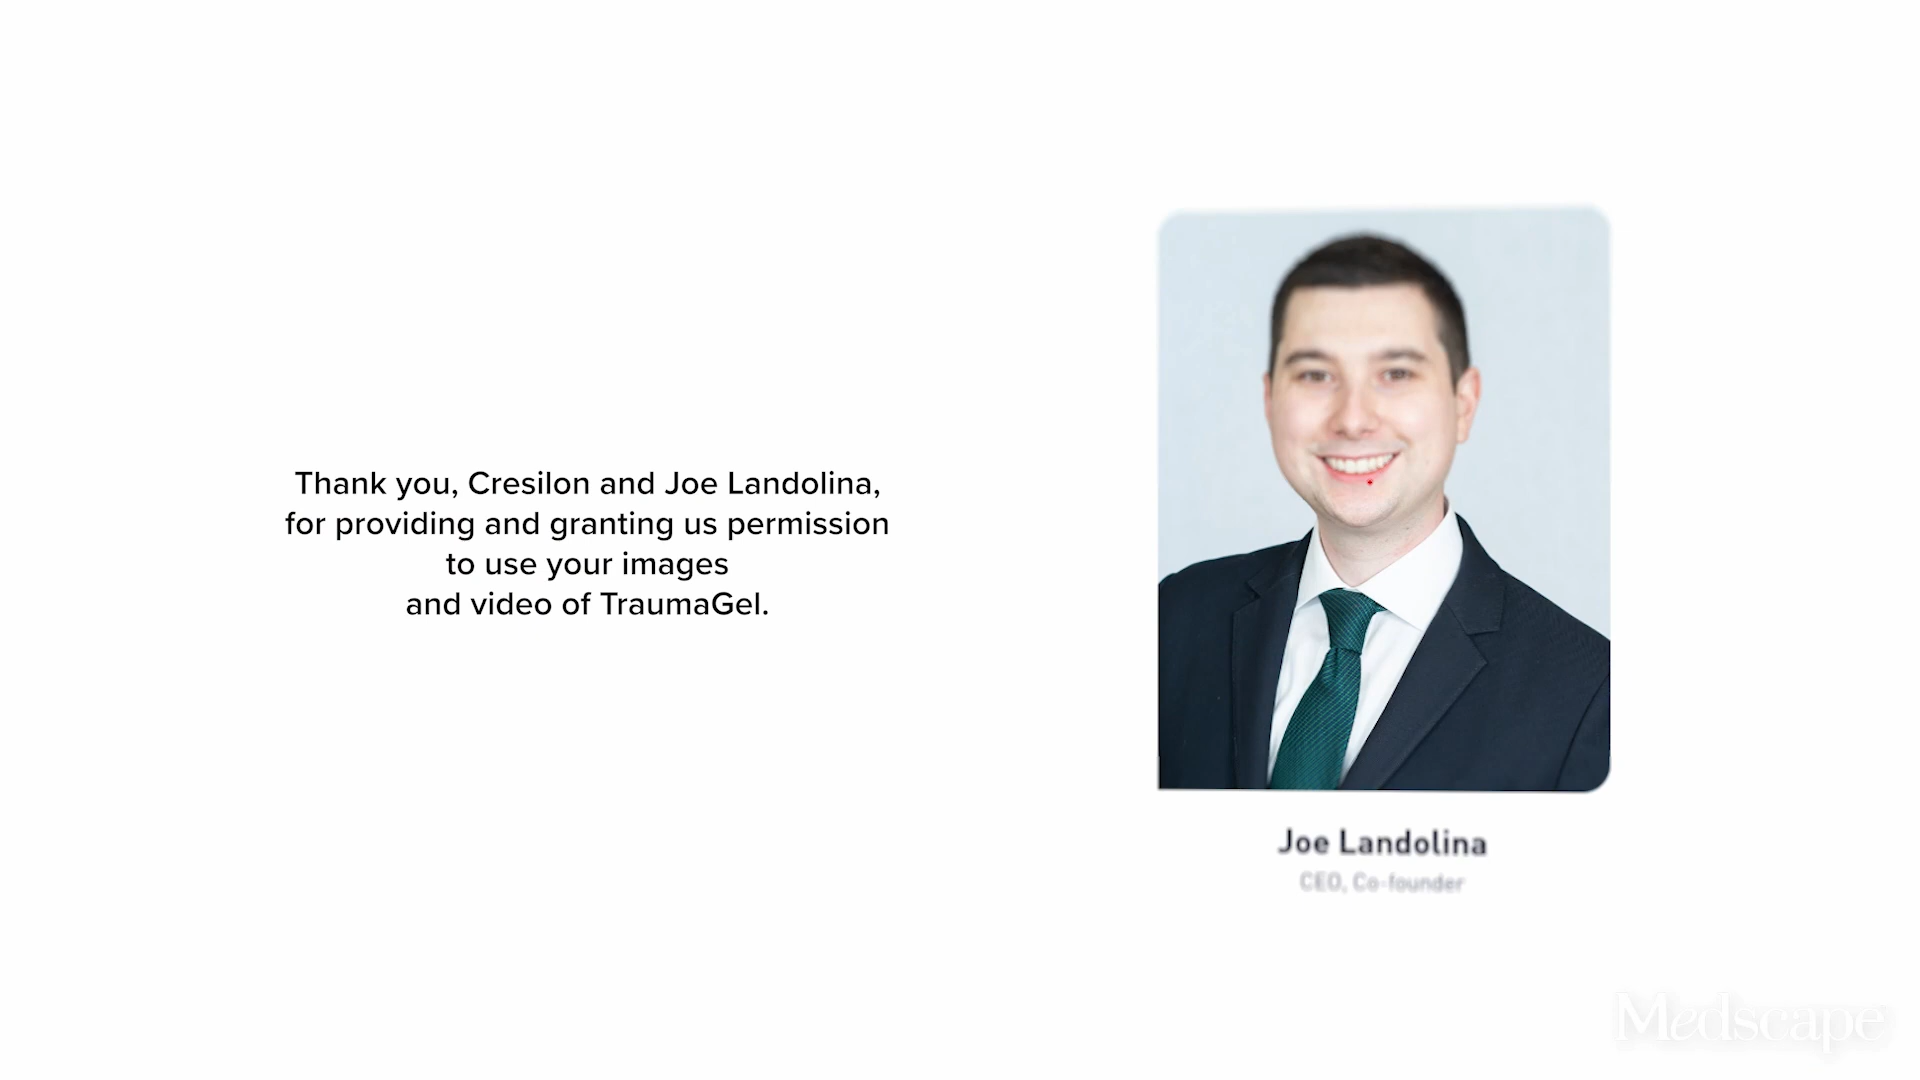 Thank you, Cresilon and Joe Landolina,
for providing and granting us permission
to use your images
and video of TraumaGel.
Joe Landolina
CEO, Co-founder
Medscape